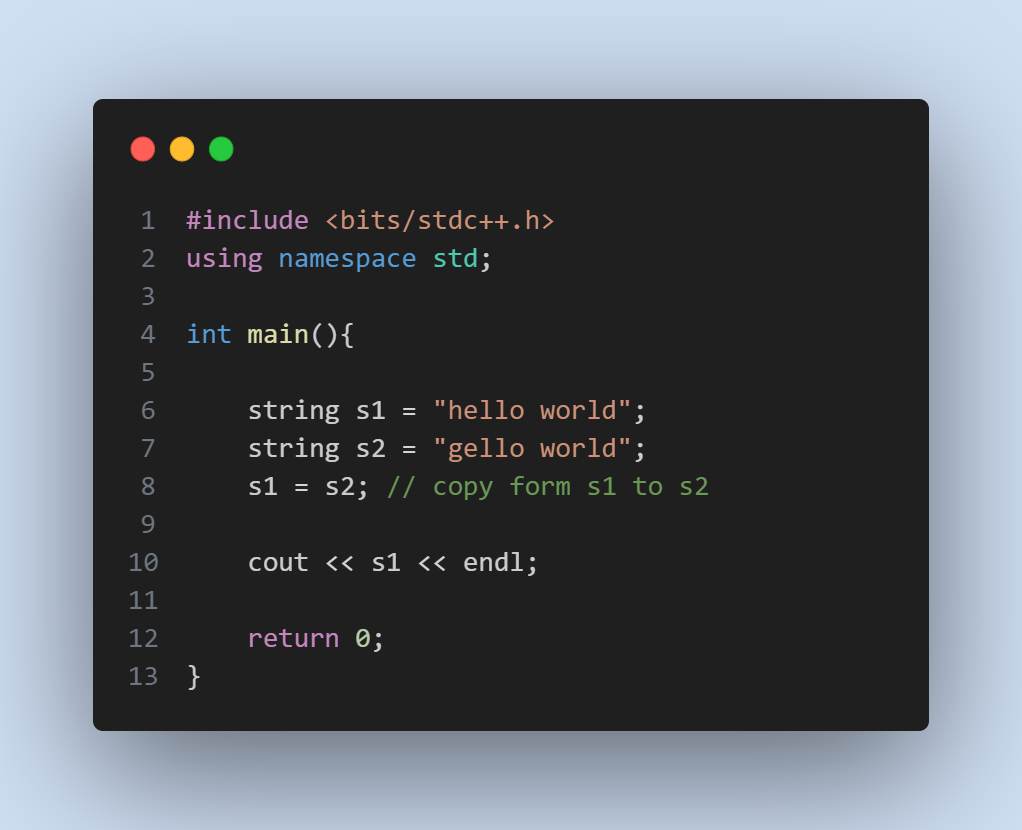 1 #include <bits/stdc++.h>
2 using namespace std;
3
4 int main(){
5
6     string s1 = "hello world";
7     string s2 = "gello world";
8     s1 = s2; // copy form s1 to s2
9
10     cout << s1 << endl;
11
12     return 0;
13 }